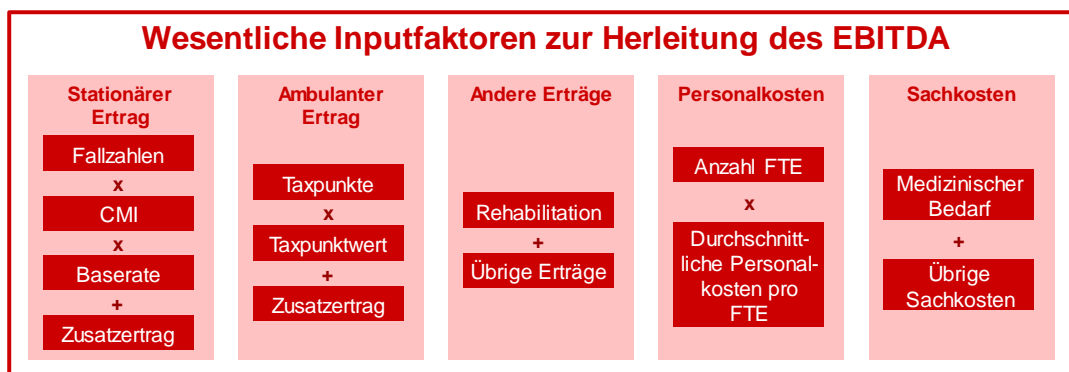 Wesentliche Inputfaktoren zur Herleitung des EBITDA
Stationärer
Ertrag
Fallzahlen
x
CMI
x
Baserate
+
Zusatzertrag
Ambulanter
Ertrag
Taxpunkte
x
Taxpunktwert
+
Zusatzertrag
Andere Erträge
Rehabilitation
+
Übrige Erträge
Personalkosten
Anzahl FTE
x
Durchschnitt-
liche Personal-
kosten pro
FTE
Sachkosten
Medizinischer
Bedarf
+
Übrige
Sachkosten